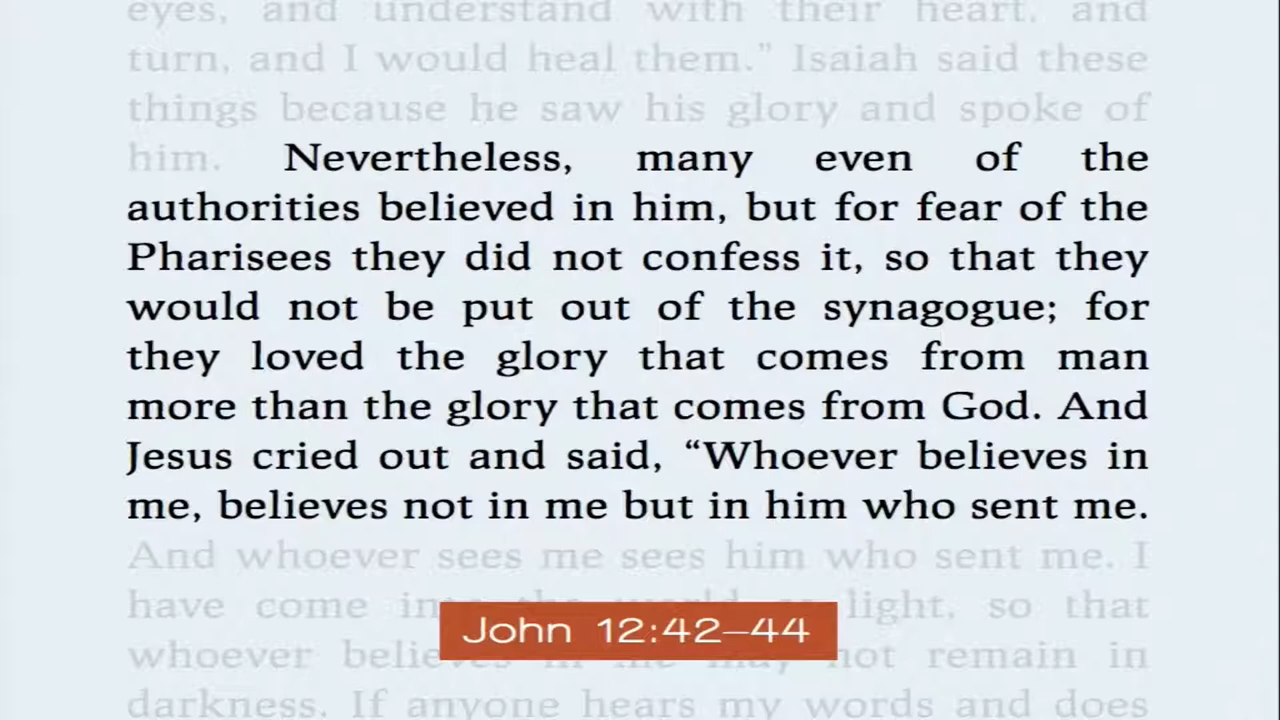 eyes, and understand with their heart, and
turn, and I would heal them.” Isaiah said these
things because he saw his glory and spoke of
him. Nevertheless, many even of the
authorities believed in him, but for fear of the
Pharisees they did not confess it, so that they
would not be put out of the synagogue; for
they loved the glory that comes from man
more than the glory that comes from God. And
Jesus cried out and said, “Whoever believes in
me, believes not in me but in him who sent me.
And whoever sees me sees him who sent me. I
have come into the world as light, so that
whoever believes in me may not remain in
darkness. If anyone hears my words and does
John 12:42–44